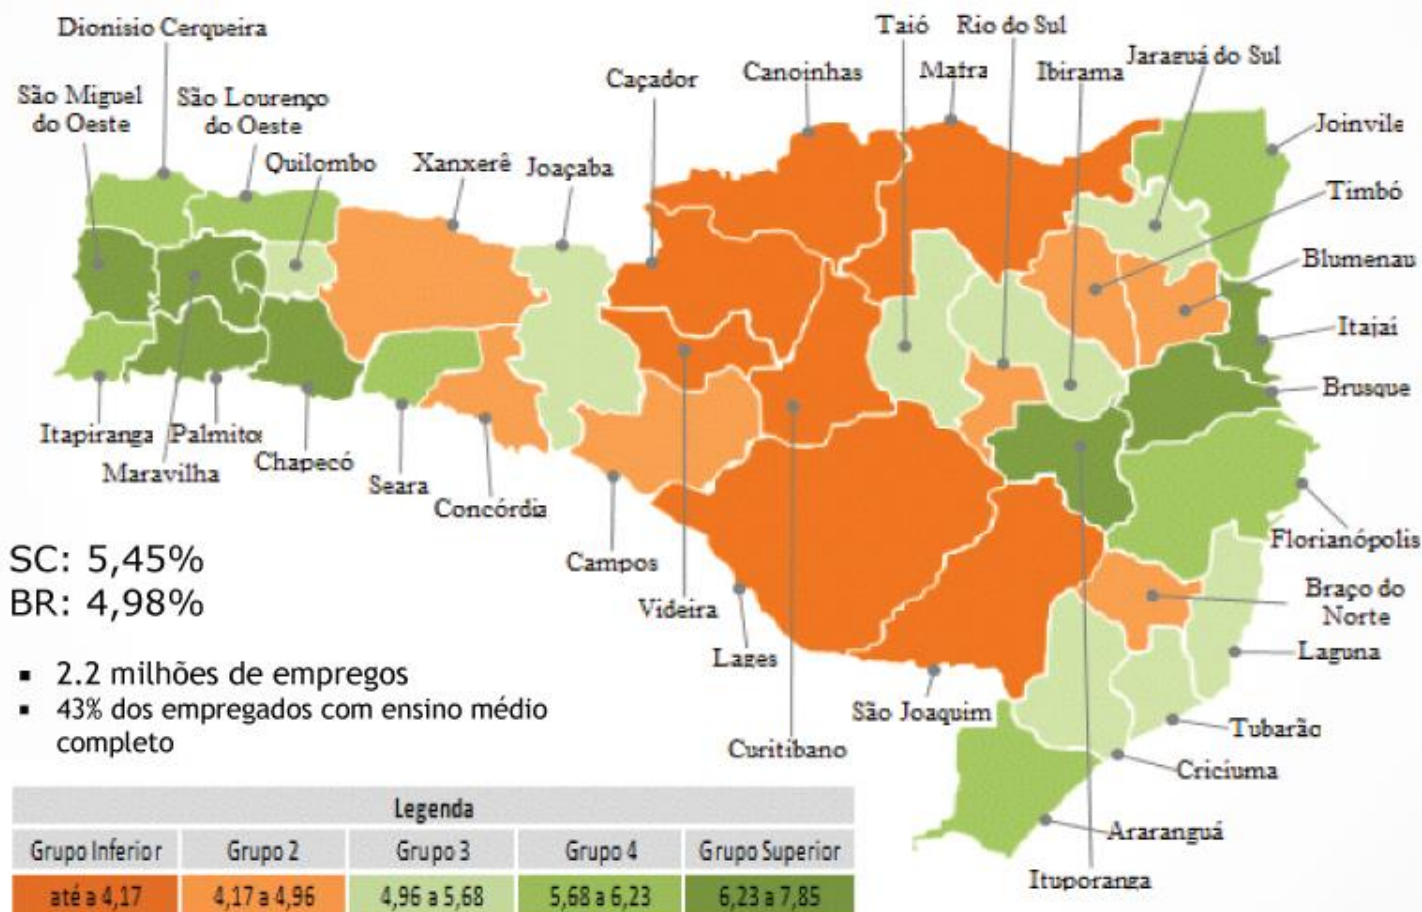 Dionisio Cerqueira
São Miguel
do Oeste
São Lourenço
do Oeste
Quilombo
Xanxerê
Joaçaba
Caçador
Canoinhas
Taió
Mafra
Rio do Sul
Ibirama
Jaraguá do Sul
Joinvile
Timbó
Blumenau
Itajaí
Brusque
Florianópolis
Braço do
Norte
Laguna
Tubarão
Criciuma
Araranguá
Ituporanga
São Joaquim
Curitibano
Lages
Videira
Campos
Concórdia
Seara
Chapecó
Palmitos
Maravilha
Itapiranga
SC: 5,45%
BR: 4,98%
▪ 2.2 milhões de empregos
▪ 43% dos empregados com ensino médio
completo
Legenda
Grupo Inferior Grupo 2 Grupo 3 Grupo 4 Grupo Superior
até a 4,17 4,17 a 4,96 4,96 a 5,68 5,68 a 6,23 6,23 a 7,85